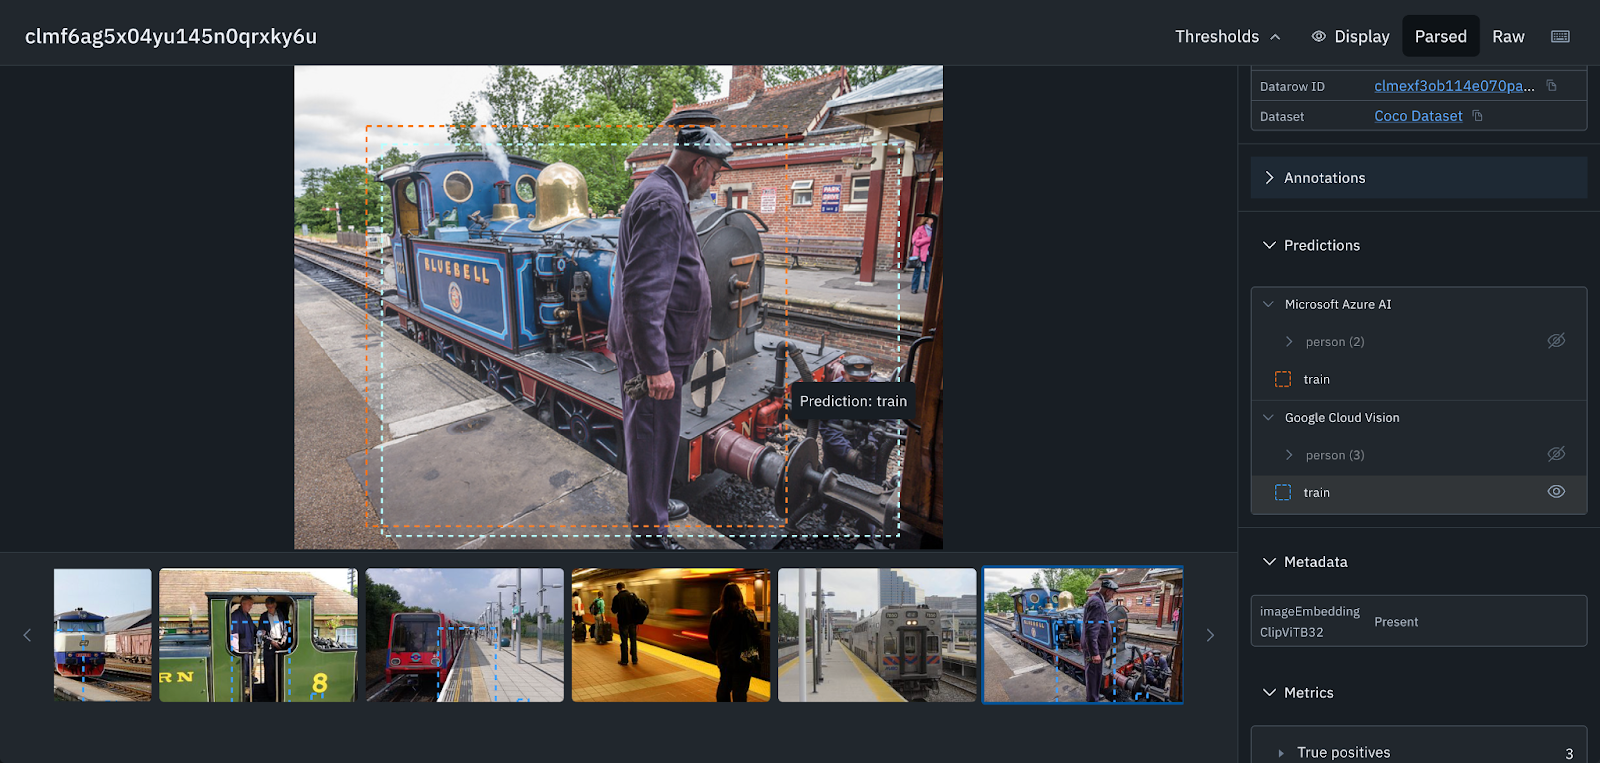 clmf6ag5x04yu145n0qrxky6u
Thresholds
Display
Parsed
Raw
BLUEBELL
PARK
DRIVE
N
Prediction: train
RN
8
Datarow ID clmexf3ob114e070pa...
Dataset Coco Dataset
Annotations
Predictions
Microsoft Azure AI
person (2)
train
Google Cloud Vision
person (3)
train
Metadata
imageEmbedding
ClipViTB32
Present
Metrics
True positives 3